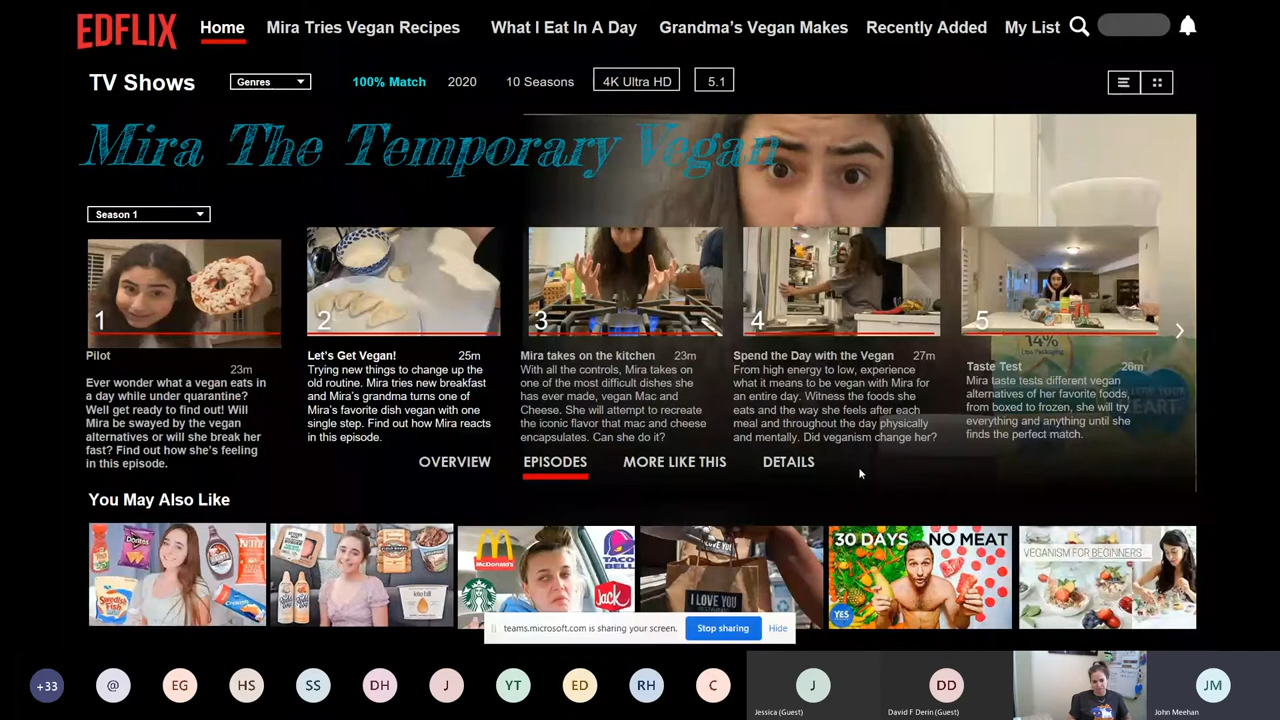 EDFLIX
Home Mira Tries Vegan Recipes What I Eat In A Day Grandma's Vegan Makes Recently Added My List
TV Shows Genres 100% Match 2020 10 Seasons 4K Ultra HD 5.1
Mira The Temporary Vegan
Season 1
1
2
3
4
5
14%
Pilot
23m
Ever wonder what a vegan eats in
a day while under quarantine?
Well get ready to find out! Will
Mira be swayed by the vegan
alternatives or will she break her
fast? Find out how she's feeling
in this episode.
Let's Get Vegan! 25m
Trying new things to change up the
old routine. Mira tries new breakfast
and Mira's grandma turns one of
Mira's favorite dish vegan with one
single step. Find out how Mira reacts
in this episode.
Mira takes on the kitchen 23m
With all the controls, Mira takes on
one of the most difficult dishes she
has ever made, vegan Mac and
Cheese. She will attempt to recreate
the iconic flavor that mac and cheese
encapsulates. Can she do it?
Spend the Day with the Vegan 27m
From high energy to low, experience
what it means to be vegan with Mira for
an entire day. Witness the foods she
eats and the way she feels after each
meal and throughout the day physically
and mentally. Did veganism change her?
Taste Test 26m
Mira taste tests different vegan
alternatives of her favorite foods,
from boxed to frozen, she will try
everything and anything until she
finds the perfect match.
HEART
OVERVIEW EPISODES MORE LIKE THIS DETAILS
You May Also Like
Doritos
Swedish
Fish
McDonald's
TACO
BELL
Jack
kite hill
I LOVE YOU
30 DAYS NO MEAT
YES
VEGANISM FOR BEGINNERS
teams.microsoft.com is sharing your screen. Stop sharing Hide
+33 @ EG HS SS DH J YT ED RH C J DD JM
Jessica (Guest) David F Derin (Guest) John Meehan